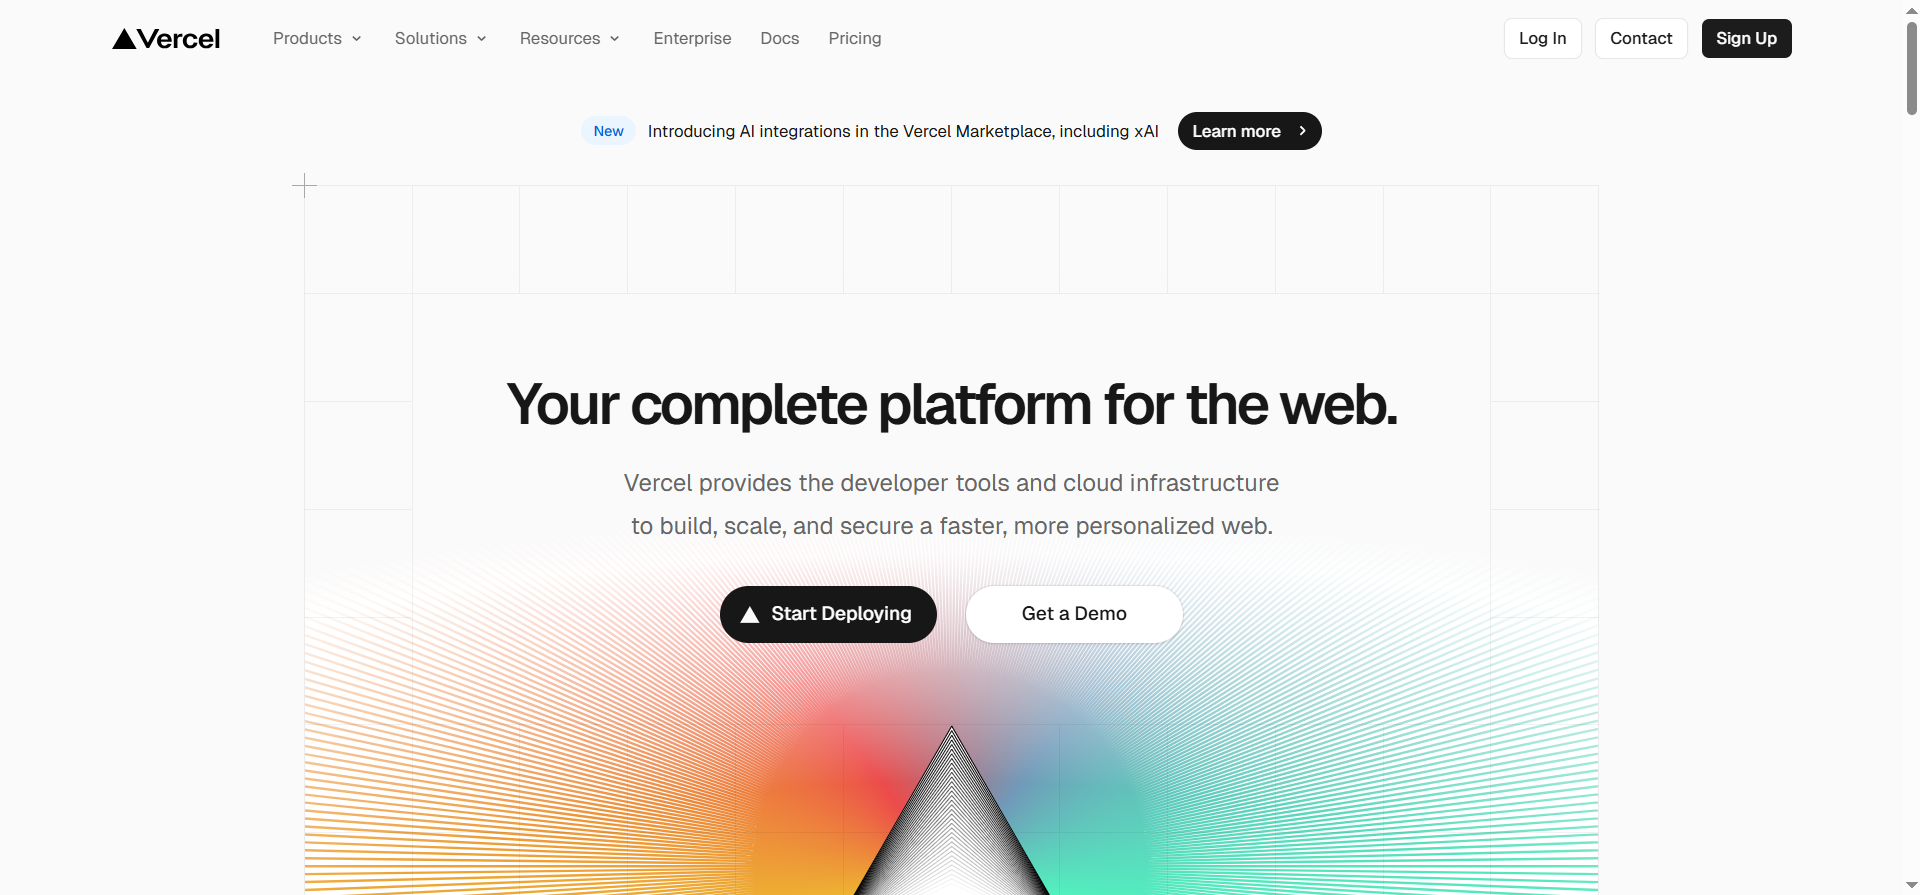 Vercel
Products
Solutions
Resources
Enterprise
Docs
Pricing
Log In
Contact
Sign Up
New
Introducing AI integrations in the Vercel Marketplace, including xAI
Learn more
Your complete platform for the web.
Vercel provides the developer tools and cloud infrastructure
to build, scale, and secure a faster, more personalized web.
Start Deploying
Get a Demo